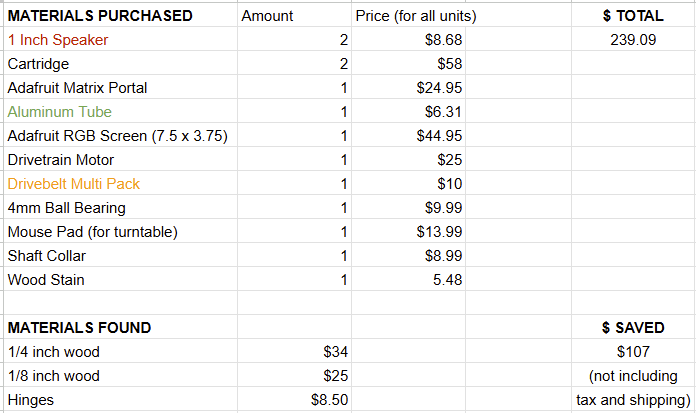 MATERIALS PURCHASED Amount Price (for all units) $ TOTAL
1 Inch Speaker 2 $8.68 239.09
Cartridge 2 $58
Adafruit Matrix Portal 1 $24.95
Aluminum Tube 1 $6.31
Adafruit RGB Screen (7.5 x 3.75) 1 $44.95
Drivetrain Motor 1 $25
Drivebelt Multi Pack 1 $10
4mm Ball Bearing 1 $9.99
Mouse Pad (for turntable) 1 $13.99
Shaft Collar 1 $8.99
Wood Stain 1 5.48
MATERIALS FOUND $ SAVED
1/4 inch wood $34 $107
1/8 inch wood $25 (not including
Hinges $8.50 tax and shipping)